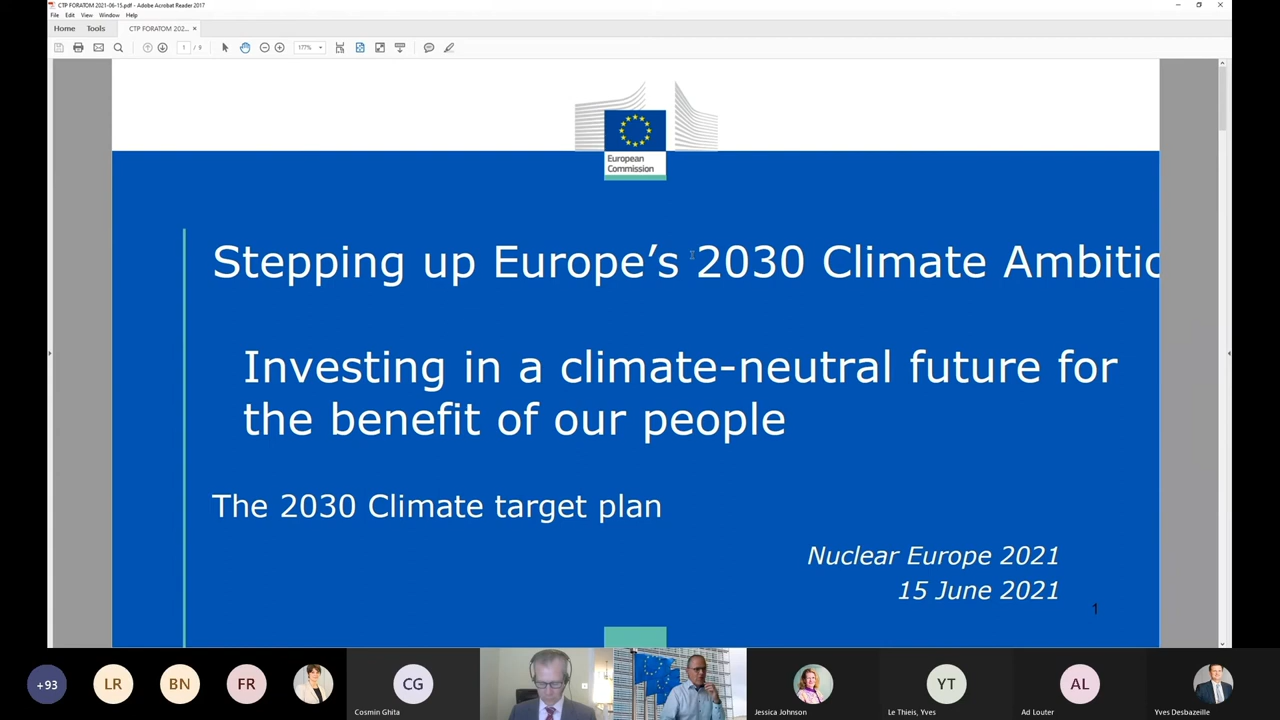 CTP FORATOM 2021-06-15.pdf - Adobe Acrobat Reader 2017
File Edit View Window Help
Home Tools CTP FORATOM 202... ×
1 / 9 177%
European
Commission
Stepping up Europe’s 2030 Climate Ambitio
Investing in a climate-neutral future for
the benefit of our people
The 2030 Climate target plan
Nuclear Europe 2021
15 June 2021
1
+93 LR BN FR CG YT AL
Cosmin Ghita Jessica Johnson Le Thieis, Yves Ad Louter Yves Desbazeille